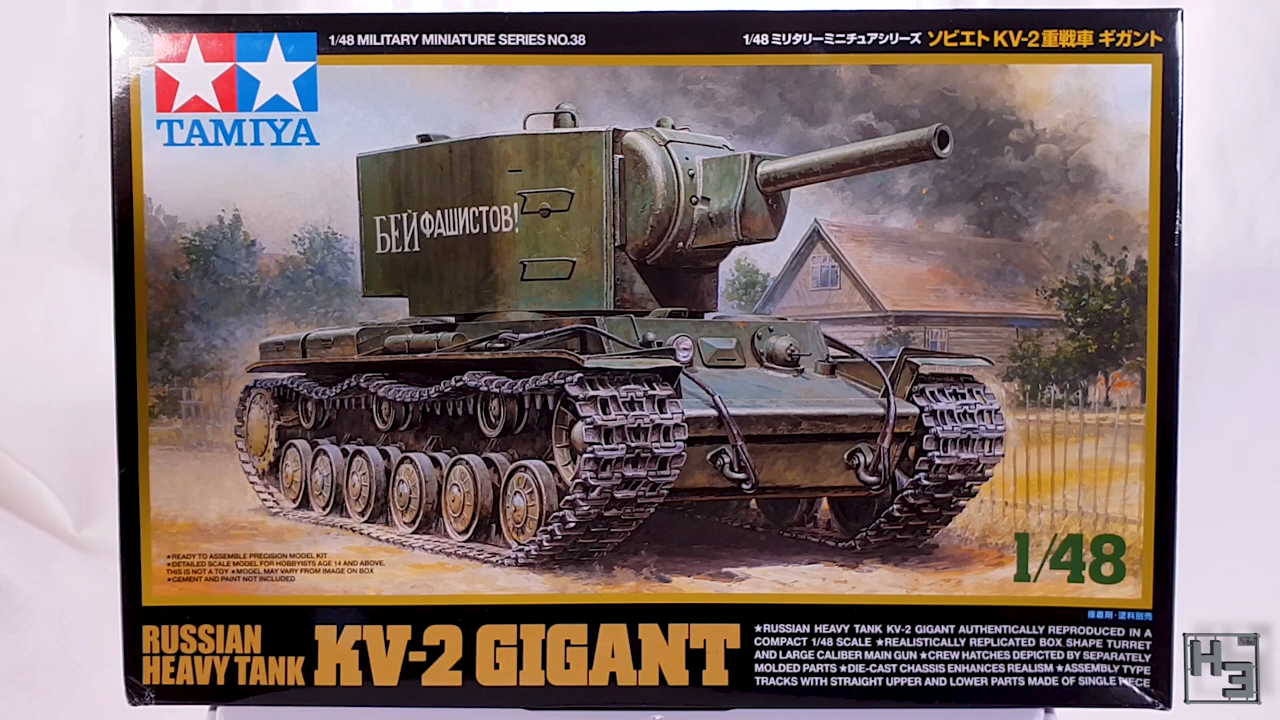 1/48 MILITARY MINIATURE SERIES NO.38
1/48 ミリタリーミニチュアシリーズ ソビエト KV-2重戦車 ギガント
TAMIYA
БЕЙ ФАШИСТОВ!
★READY TO ASSEMBLE PRECISION MODEL KIT
★DETAILED SCALE MODEL FOR HOBBYISTS AGE 14 AND ABOVE.
THIS IS NOT A TOY ★MODEL MAY VARY FROM IMAGE ON BOX
★CEMENT AND PAINT NOT INCLUDED
1/48
接着剤・塗料別売
RUSSIAN
HEAVY TANK
KV-2 GIGANT
★RUSSIAN HEAVY TANK KV-2 GIGANT AUTHENTICALLY REPRODUCED IN A
COMPACT 1/48 SCALE ★REALISTICALLY REPLICATED BOX SHAPE TURRET
AND LARGE CALIBER MAIN GUN ★CREW HATCHES DEPICTED BY SEPARATELY
MOLDED PARTS ★DIE-CAST CHASSIS ENHANCES REALISM ★ASSEMBLY TYPE
TRACKS WITH STRAIGHT UPPER AND LOWER PARTS MADE OF SINGLE PIECE
H3